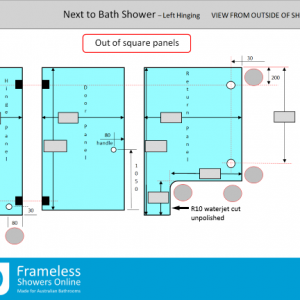 Next to Bath Shower – Left Hinging VIEW FROM OUTSIDE OF SH
Out of square panels
Hinge panel
Door panel
Return panel
30
200
80
handle
1050
30
80
R10 waterjet cut
unpolished
Frameless
Showers Online
Made for Australian Bathrooms